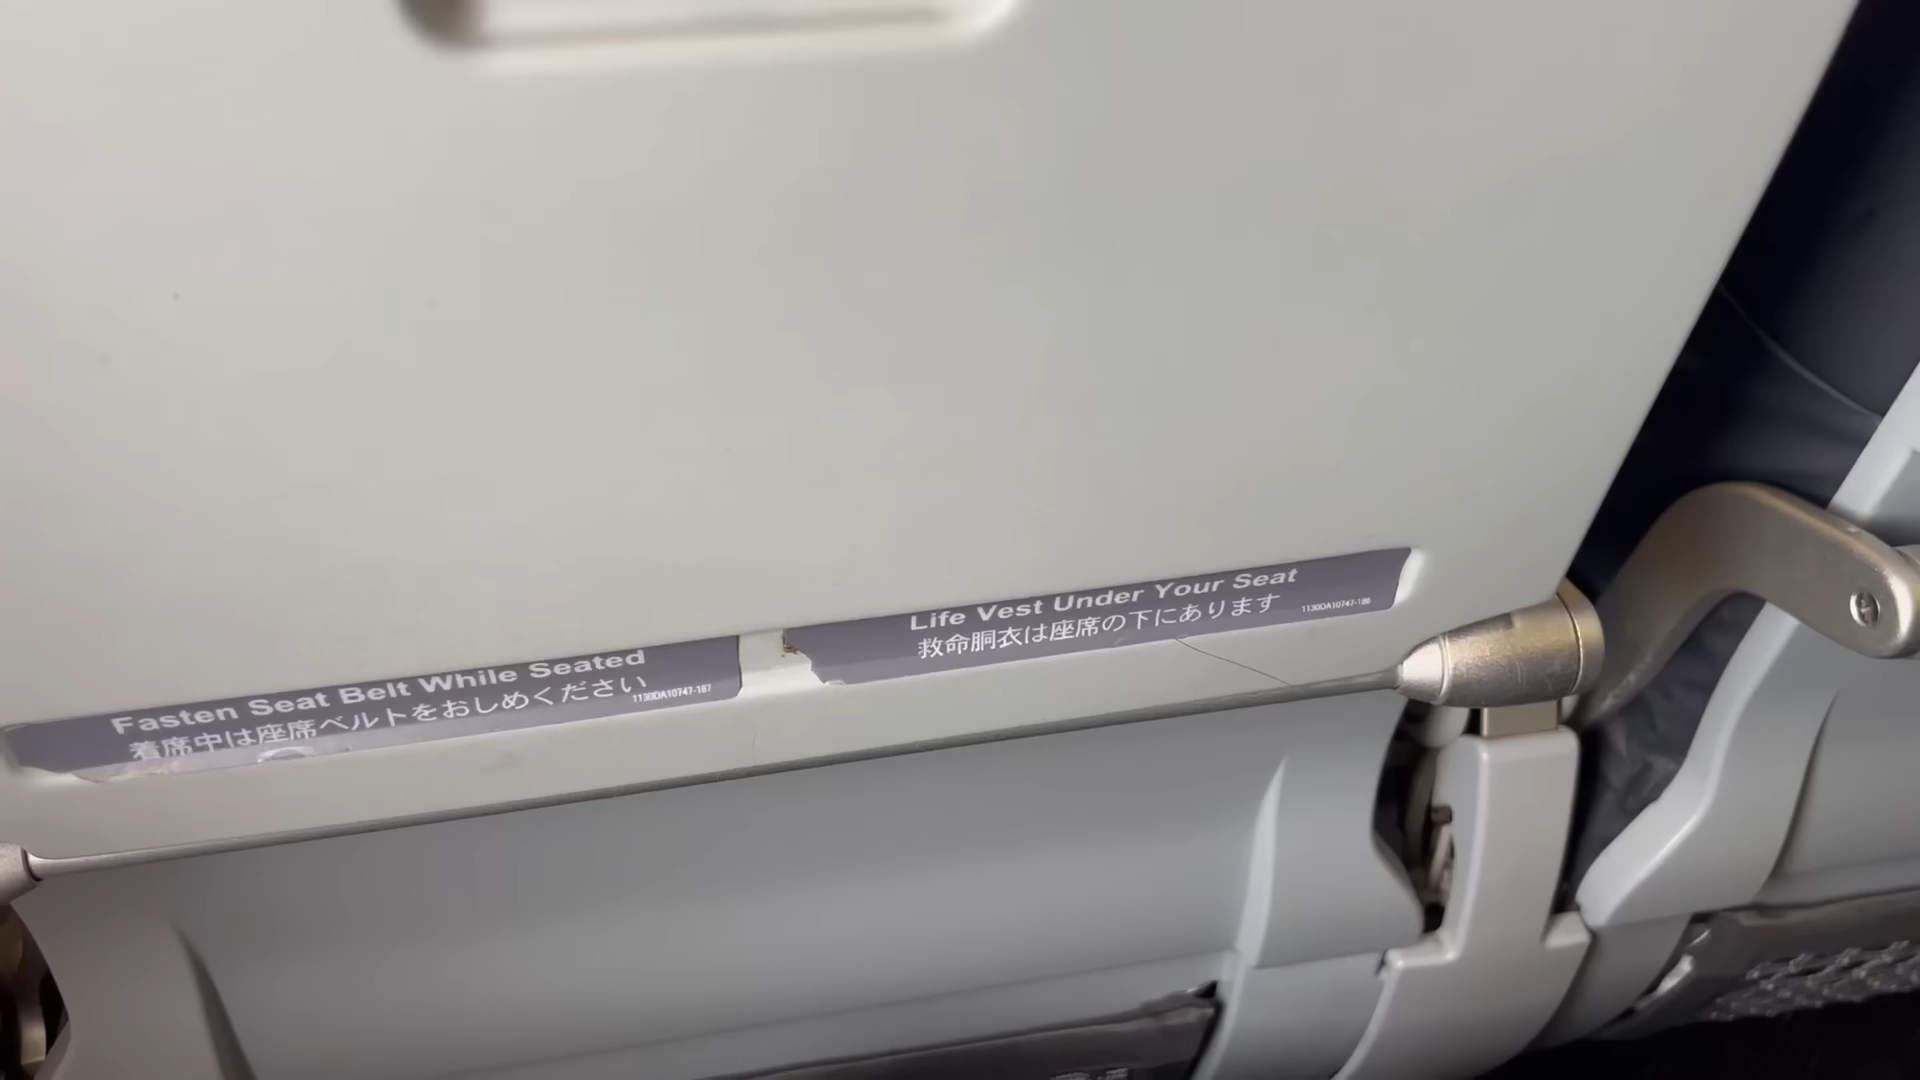 Fasten Seat Belt While Seated
着席中は座席ベルトをおしめください
1130DA10747-187
Life Vest Under Your Seat
救命胴衣は座席の下にあります
1130DA10747-186